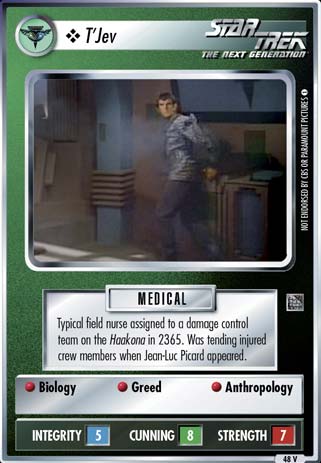 ❖ T'Jev
STAR TREK
THE NEXT GENERATION
NOT ENDORSED BY CBS OR PARAMOUNT PICTURES
MEDICAL
Typical field nurse assigned to a damage control
team on the Haakona in 2365. Was tending injured
crew members when Jean-Luc Picard appeared.
Biology Greed Anthropology
INTEGRITY 5 CUNNING 8 STRENGTH 7
48 V